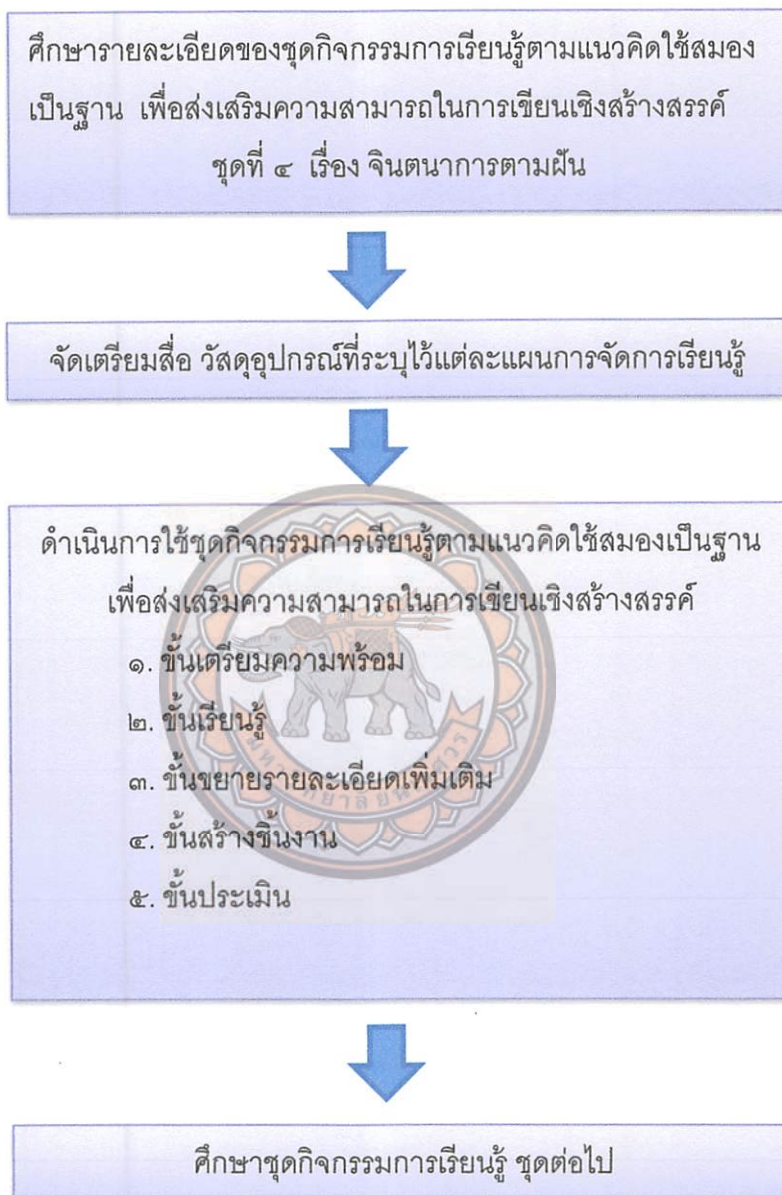 ศึกษารายละเอียดของชุดกิจกรรมการเรียนรู้ตามแนวคิดใช้สมอง
เป็นฐาน เพื่อส่งเสริมความสามารถในการเขียนเชิงสร้างสรรค์
ชุดที่ ๔ เรื่อง จินตนาการตามฝัน
จัดเตรียมสื่อ วัสดุอุปกรณ์ที่ระบุไว้แต่ละแผนการจัดการเรียนรู้
ดำเนินการใช้ชุดกิจกรรมการเรียนรู้ตามแนวคิดใช้สมองเป็นฐาน
เพื่อส่งเสริมความสามารถในการเขียนเชิงสร้างสรรค์
๑. ขั้นเตรียมความพร้อม
๒. ขั้นเรียนรู้
๓. ขั้นขยายรายละเอียดเพิ่มเติม
๔. ขั้นสร้างชิ้นงาน
๕. ขั้นประเมิน
ศึกษาชุดกิจกรรมการเรียนรู้ ชุดต่อไป